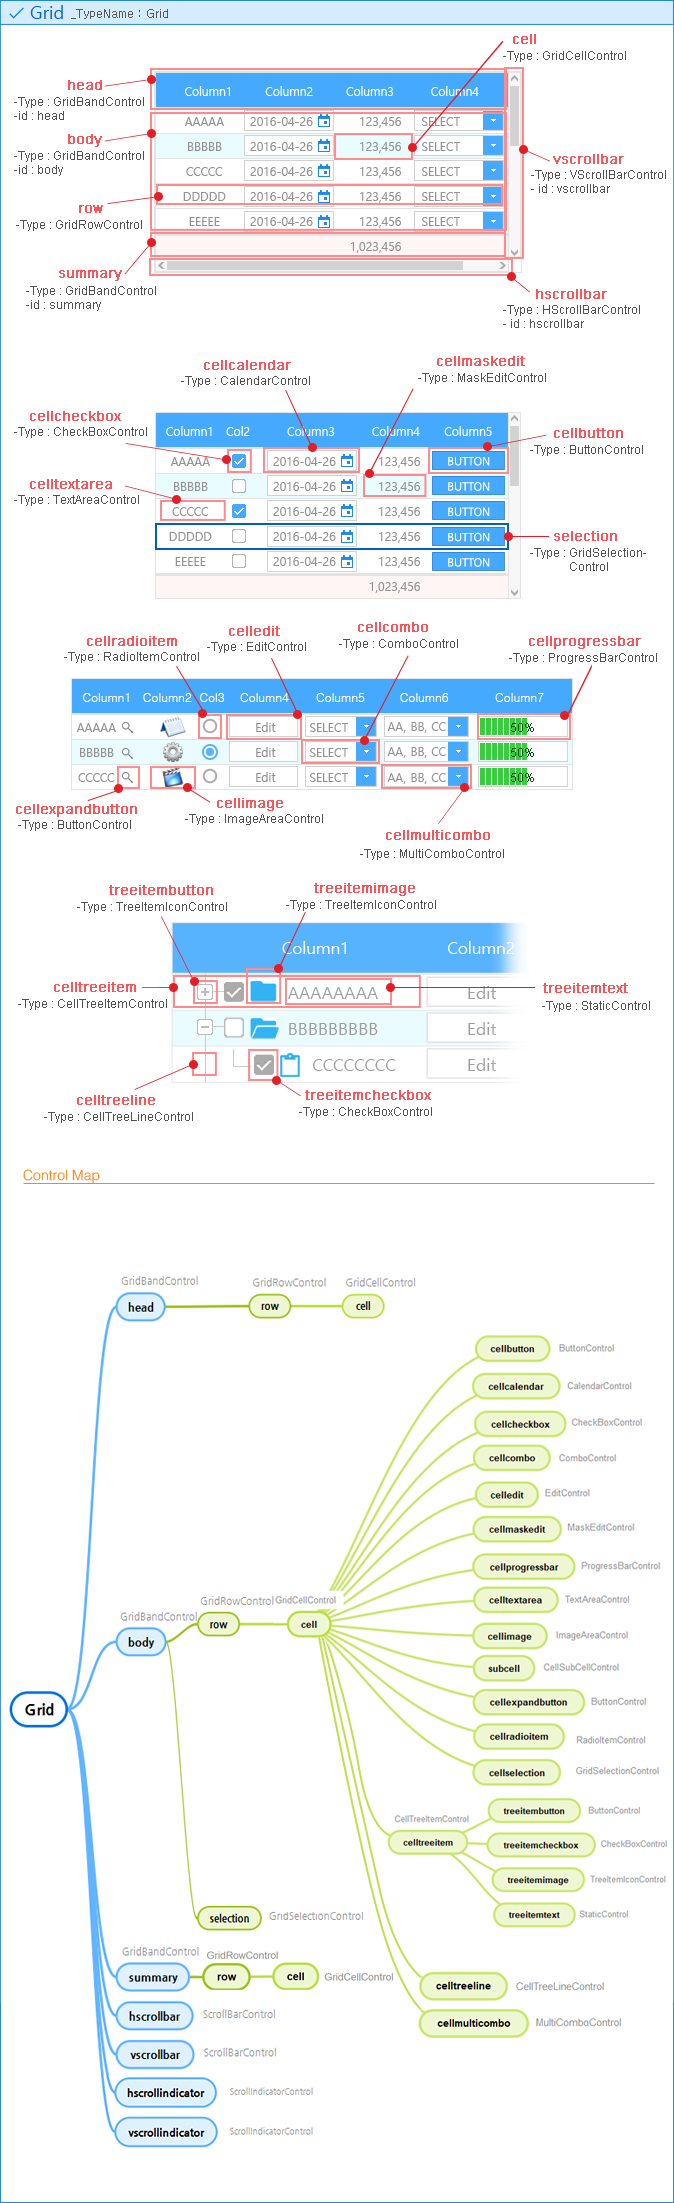 Grid _TypeName : Grid
cell
-Type : GridCellControl
head
-Type : GridBandControl
-id : head
body
-Type : GridBandControl
-id : body
row
-Type : GridRowControl
summary
-Type : GridBandControl
-id : summary
vscrollbar
-Type : VScrollBarControl
- id : vscrollbar
hscrollbar
-Type : HScrollBarControl
- id : hscrollbar
Column1 Column2 Column3 Column4
AAAAA 2016-04-26 123,456 SELECT
BBBBB 2016-04-26 123,456 SELECT
CCCCC 2016-04-26 123,456 SELECT
DDDDD 2016-04-26 123,456 SELECT
EEEEE 2016-04-26 123,456 SELECT
1,023,456
cellcalendar
-Type : CalendarControl
cellmaskedit
-Type : MaskEditControl
cellcheckbox
-Type : CheckBoxControl
cellbutton
-Type : ButtonControl
celltextarea
-Type : TextAreaControl
selection
-Type : GridSelection-
Control
Column1 Col2 Column3 Column4 Column5
AAAAA 2016-04-26 123,456 BUTTON
BBBBB 2016-04-26 123,456 BUTTON
CCCCC 2016-04-26 123,456 BUTTON
DDDDD 2016-04-26 123,456 BUTTON
EEEEE 2016-04-26 123,456 BUTTON
1,023,456
cellradioitem
-Type : RadioItemControl
celledit
-Type : EditControl
cellcombo
-Type : ComboControl
cellprogressbar
-Type : ProgressBarControl
Column1 Column2 Col3 Column4 Column5 Column6 Column7
AAAAA Edit SELECT AA, BB, CC 50%
BBBBB Edit SELECT AA, BB, CC 50%
CCCCC Edit SELECT AA, BB, CC 50%
cellexpandbutton
-Type : ButtonControl
cellimage
-Type : ImageAreaControl
cellmulticombo
-Type : MultiComboControl
treeitembutton
-Type : TreeItemIconControl
treeitemimage
-Type : TreeItemIconControl
celltreeitem
-Type : CellTreeItemControl
treeitemtext
-Type : StaticControl
Column1 Column2
AAAAAAAA Edit
BBBBBBBBB Edit
CCCCCCCC Edit
celltreeline
-Type : CellTreeLineControl
treeitemcheckbox
-Type : CheckBoxControl
Control Map
GridBandControl GridRowControl GridCellControl
head row cell
cellbutton ButtonControl
cellcalendar CalendarControl
cellcheckbox CheckBoxControl
cellcombo ComboControl
celledit EditControl
cellmaskedit MaskEditControl
cellprogressbar ProgressBarControl
celltextarea TextAreaControl
GridBandControl GridRowControl GridCellControl
body row cell
cellimage ImageAreaControl
subcell CellSubCellControl
cellexpandbutton ButtonControl
Grid
cellradioitem RadioItemControl
cellselection GridSelectionControl
CellTreeItemControl
celltreeitem
treeitembutton ButtonControl
treeitemcheckbox CheckBoxControl
treeitemimage TreeItemIconControl
treeitemtext StaticControl
selection GridSelectionControl
GridBandControl GridRowControl
summary row cell GridCellControl
celltreeline CellTreeLineControl
hscrollbar ScrollBarControl
cellmulticombo MultiComboControl
vscrollbar ScrollBarControl
hscrollindicator ScrollIndicatorControl
vscrollindicator ScrollIndicatorControl